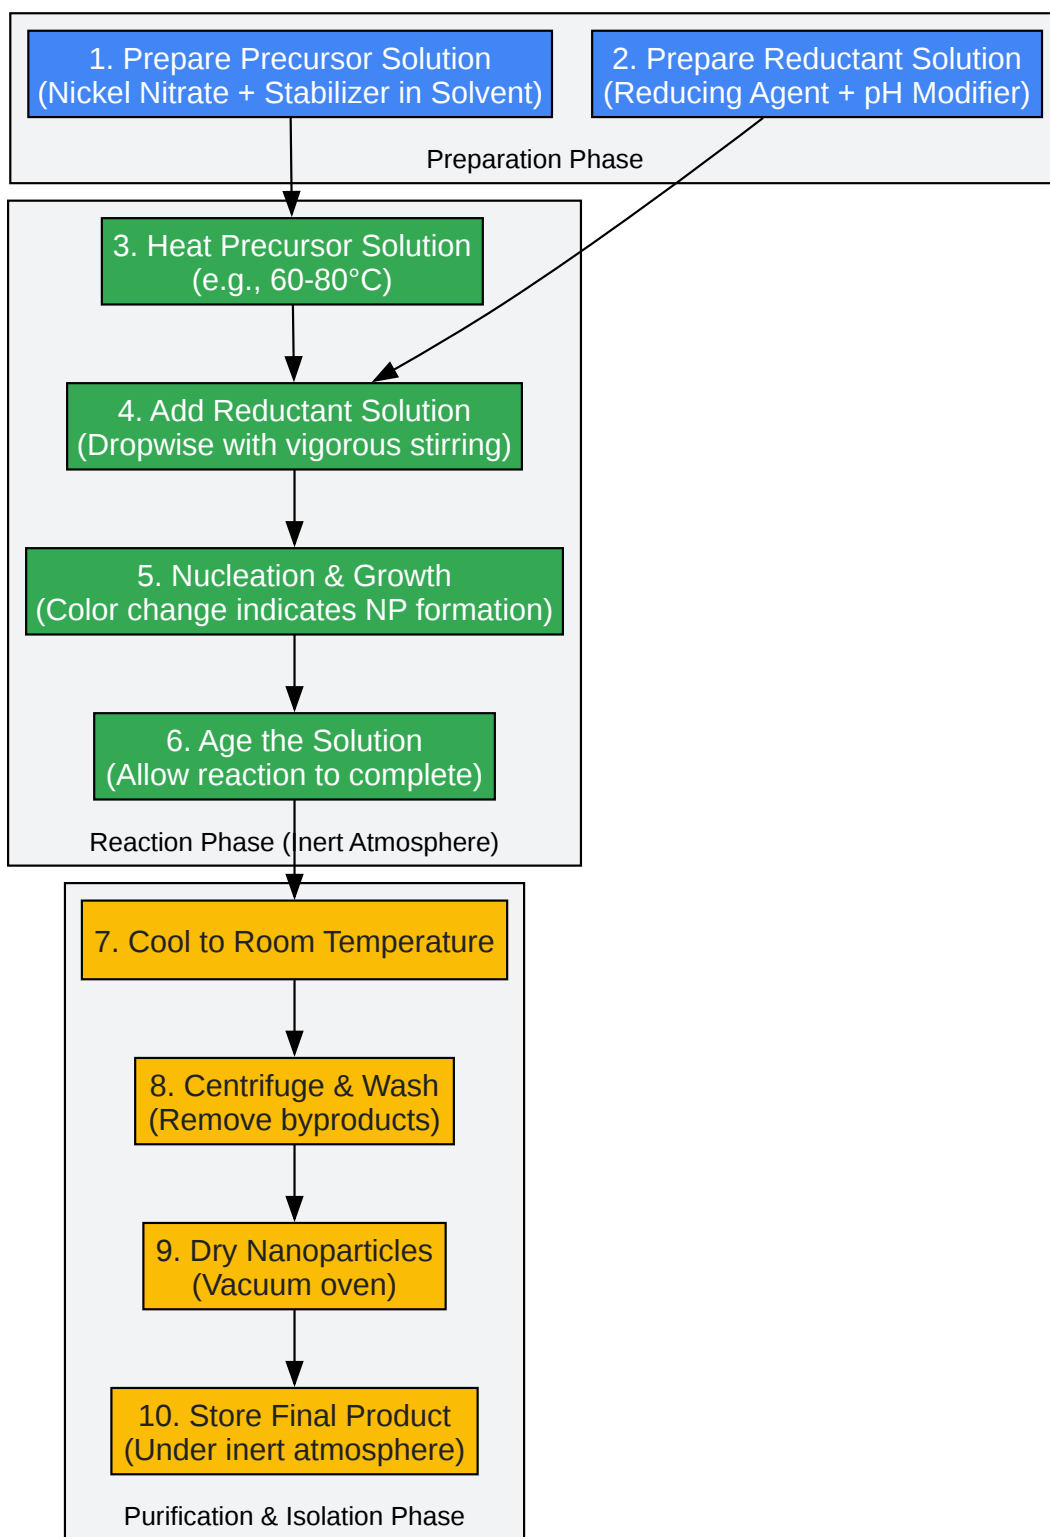 1. Prepare Precursor Solution
(Nickel Nitrate + Stabilizer in Solvent)
2. Prepare Reductant Solution
(Reducing Agent + pH Modifier)
Preparation Phase
3. Heat Precursor Solution
(e.g., 60-80°C)
4. Add Reductant Solution
(Dropwise with vigorous stirring)
5. Nucleation & Growth
(Color change indicates NP formation)
6. Age the Solution
(Allow reaction to complete)
Reaction Phase (Inert Atmosphere)
7. Cool to Room Temperature
8. Centrifuge & Wash
(Remove byproducts)
9. Dry Nanoparticles
(Vacuum oven)
10. Store Final Product
(Under inert atmosphere)
Purification & Isolation Phase